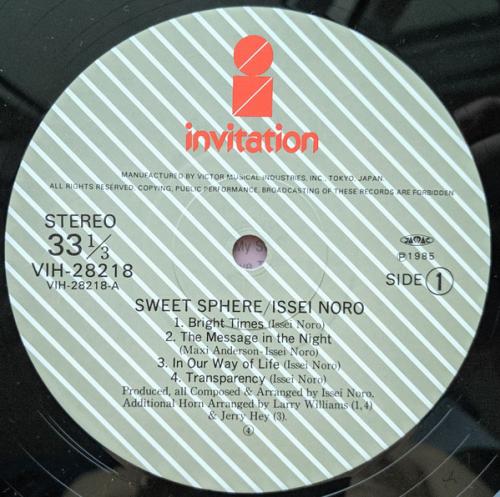 invitation
MANUFACTURED BY VICTOR MUSICAL INDUSTRIES, INC., TOKYO, JAPAN.
ALL RIGHTS RESERVED, COPYING, PUBLIC PERFORMANCE, BROADCASTING OF THESE RECORDS ARE FORBIDDEN
STEREO
33 1/3
VIH-28218
VIH-28218-A
JASRAC
Ⓟ1985
SIDE 1
SWEET SPHERE/ISSEI NORO
1. Bright Times (Issei Noro)
2. The Message in the Night
(Maxi Anderson-Issei Noro)
3. In Our Way of Life (Issei Noro)
4. Transparency (Issei Noro)
Produced, all Composed & Arranged by Issei Noro.
Additional Horn Arranged by Larry Williams (1, 4)
& Jerry Hey (3).
④